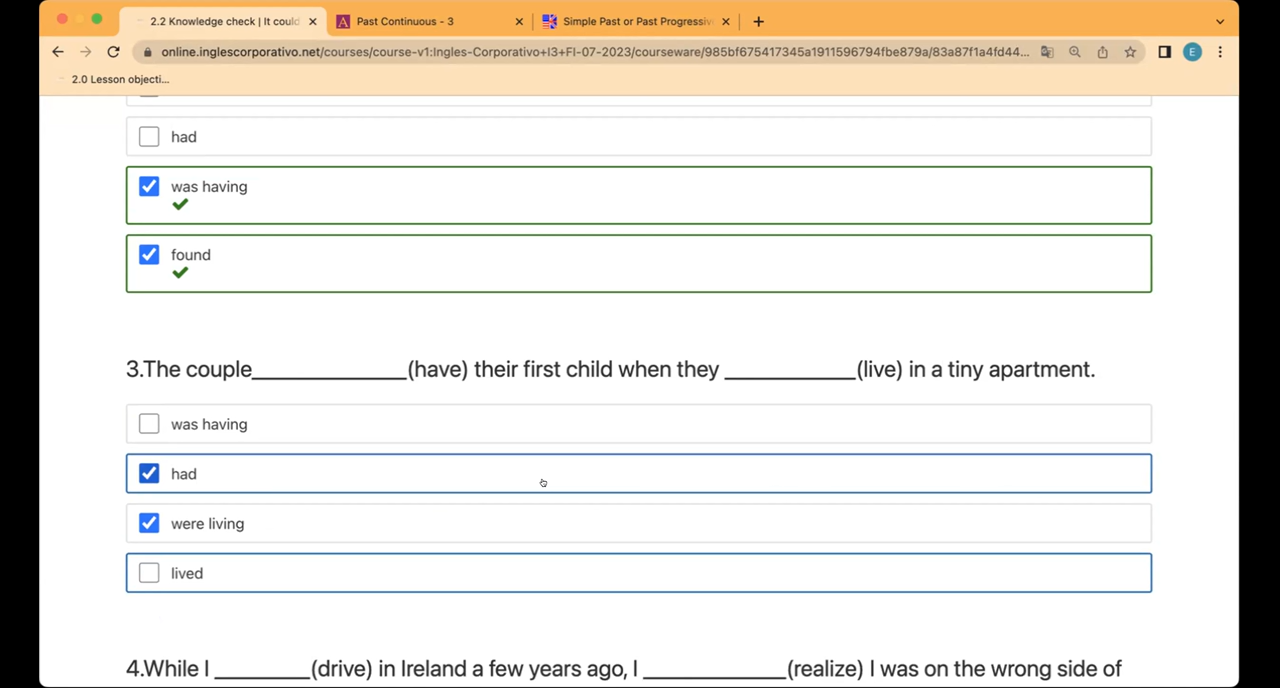 2.2 Knowledge check | It could
Past Continuous - 3
Simple Past or Past Progressiv
online.inglescorporativo.net/courses/course-v1:Ingles-Corporativo+I3+FI-07-2023/courseware/985bf675417345a1911596794fbe879a/83a87f1a4fd44...
E
2.0 Lesson objecti...
had
was having
found
3.The couple______________(have) their first child when they ____________(live) in a tiny apartment.
was having
had
were living
lived
4.While I _________(drive) in Ireland a few years ago, I _____________(realize) I was on the wrong side of